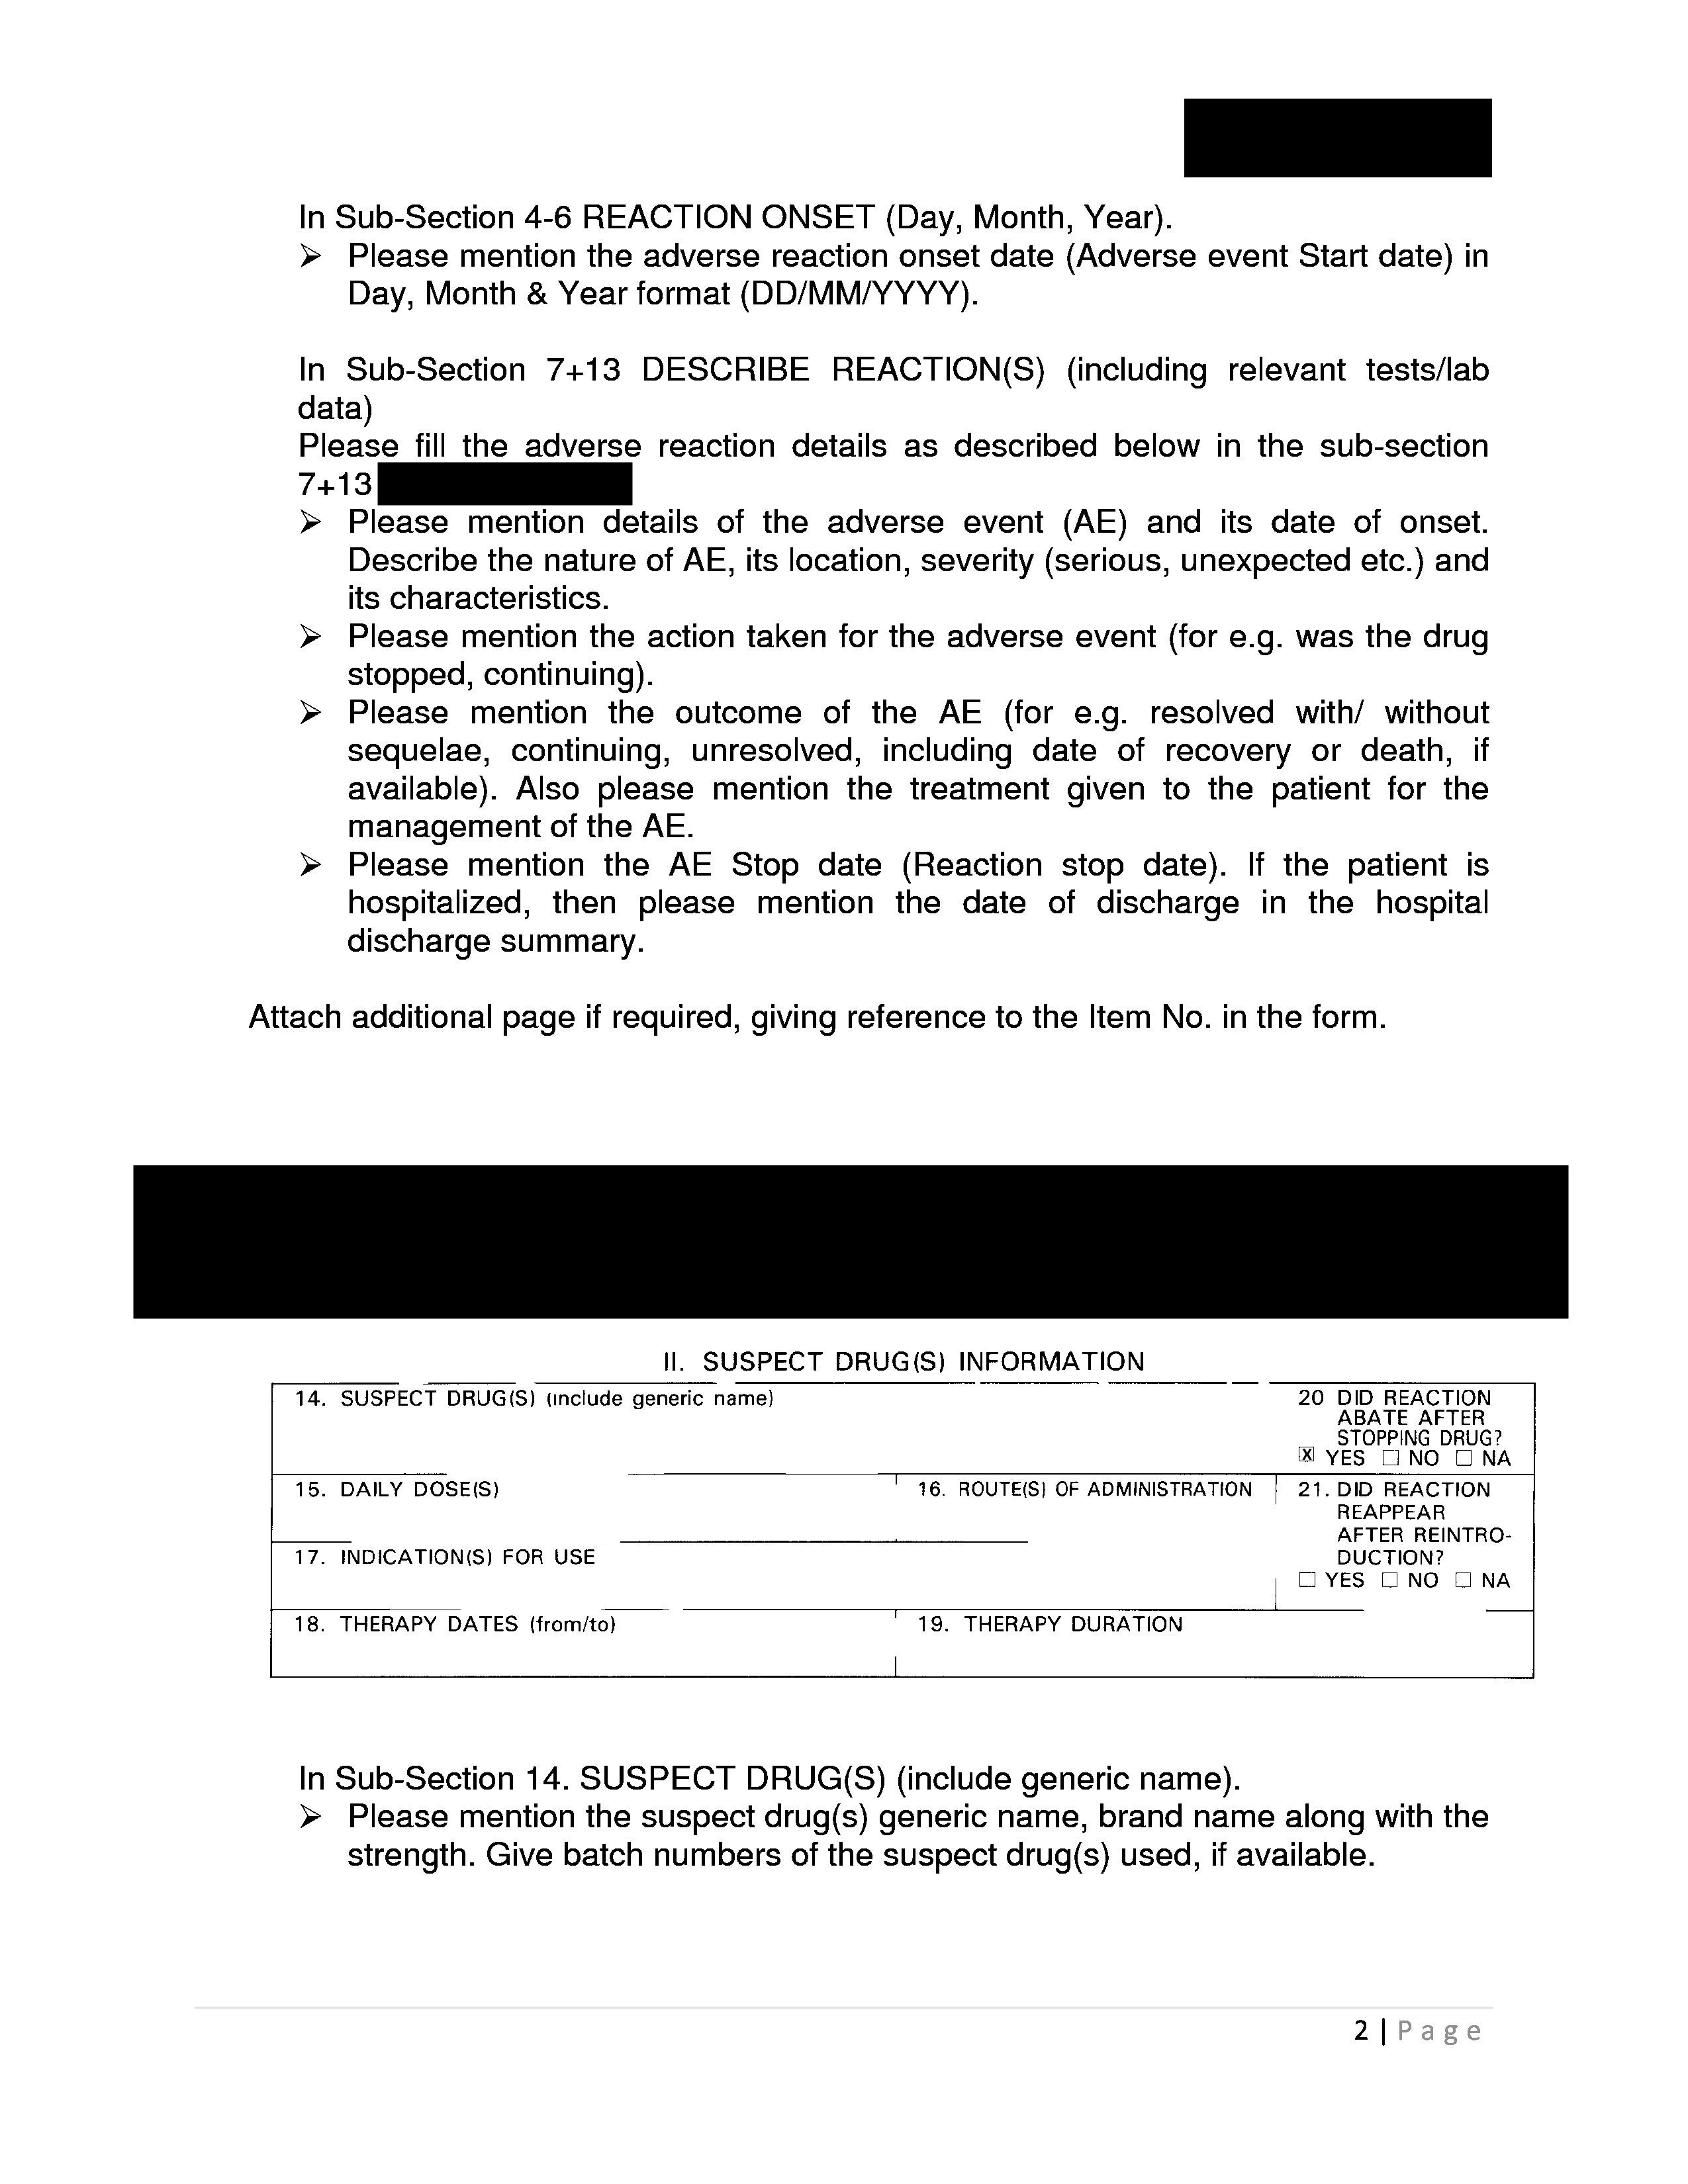 In Sub-Section 4-6 REACTION ONSET (Day, Month, Year).
➢ Please mention the adverse reaction onset date (Adverse event Start date) in
Day, Month & Year format (DD/MM/YYYY).
In Sub-Section 7+13 DESCRIBE REACTION(S) (including relevant tests/lab
data)
Please fill the adverse reaction details as described below in the sub-section
7+13
➢ Please mention details of the adverse event (AE) and its date of onset.
Describe the nature of AE, its location, severity (serious, unexpected etc.) and
its characteristics.
➢ Please mention the action taken for the adverse event (for e.g. was the drug
stopped, continuing).
➢ Please mention the outcome of the AE (for e.g. resolved with/ without
sequelae, continuing, unresolved, including date of recovery or death, if
available). Also please mention the treatment given to the patient for the
management of the AE.
➢ Please mention the AE Stop date (Reaction stop date). If the patient is
hospitalized, then please mention the date of discharge in the hospital
discharge summary.
Attach additional page if required, giving reference to the Item No. in the form.
II. SUSPECT DRUG(S) INFORMATION
14. SUSPECT DRUG(S) (include generic name)
20 DID REACTION
ABATE AFTER
STOPPING DRUG?
☒ YES ☐ NO ☐ NA
15. DAILY DOSE(S)
16. ROUTE(S) OF ADMINISTRATION
21. DID REACTION
REAPPEAR
AFTER REINTRO-
DUCTION?
☐ YES ☐ NO ☐ NA
17. INDICATION(S) FOR USE
18. THERAPY DATES (from/to)
19. THERAPY DURATION
In Sub-Section 14. SUSPECT DRUG(S) (include generic name).
➢ Please mention the suspect drug(s) generic name, brand name along with the
strength. Give batch numbers of the suspect drug(s) used, if available.
2 | Page